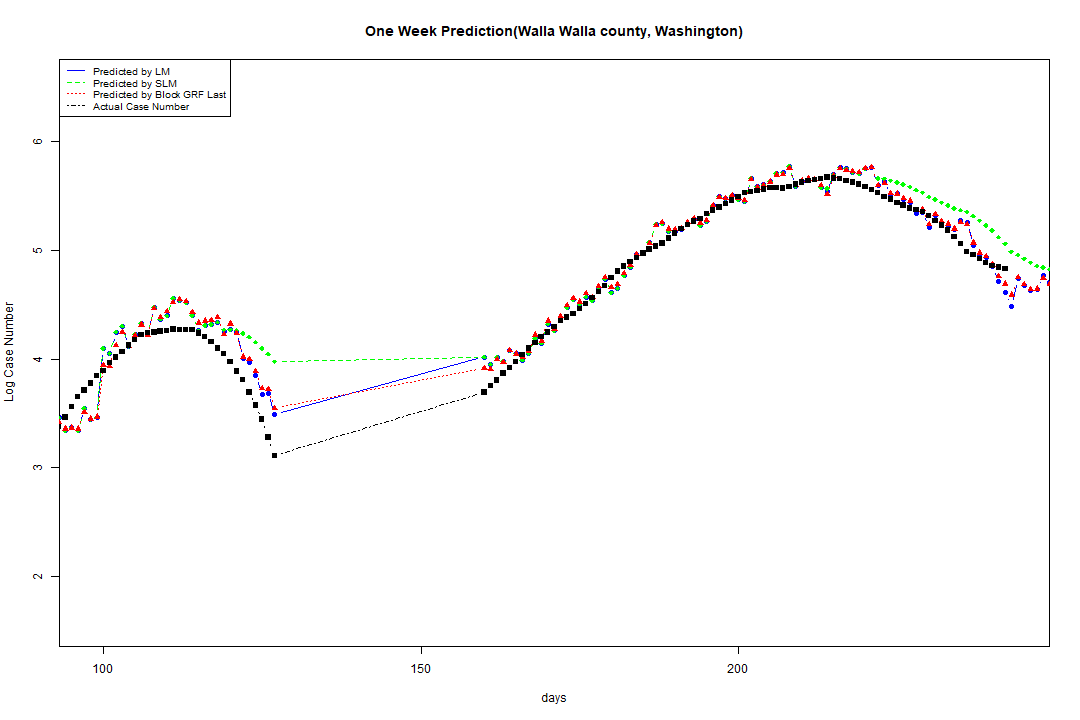 One Week Prediction(Walla Walla county, Washington)
Predicted by LM
Predicted by SLM
Predicted by Block GRF Last
Actual Case Number
Log Case Number
6
5
4
3
2
100
150
200
days